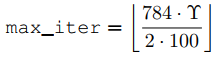 max_iter = ⌊ 784 · ϒ / 2 · 100 ⌋